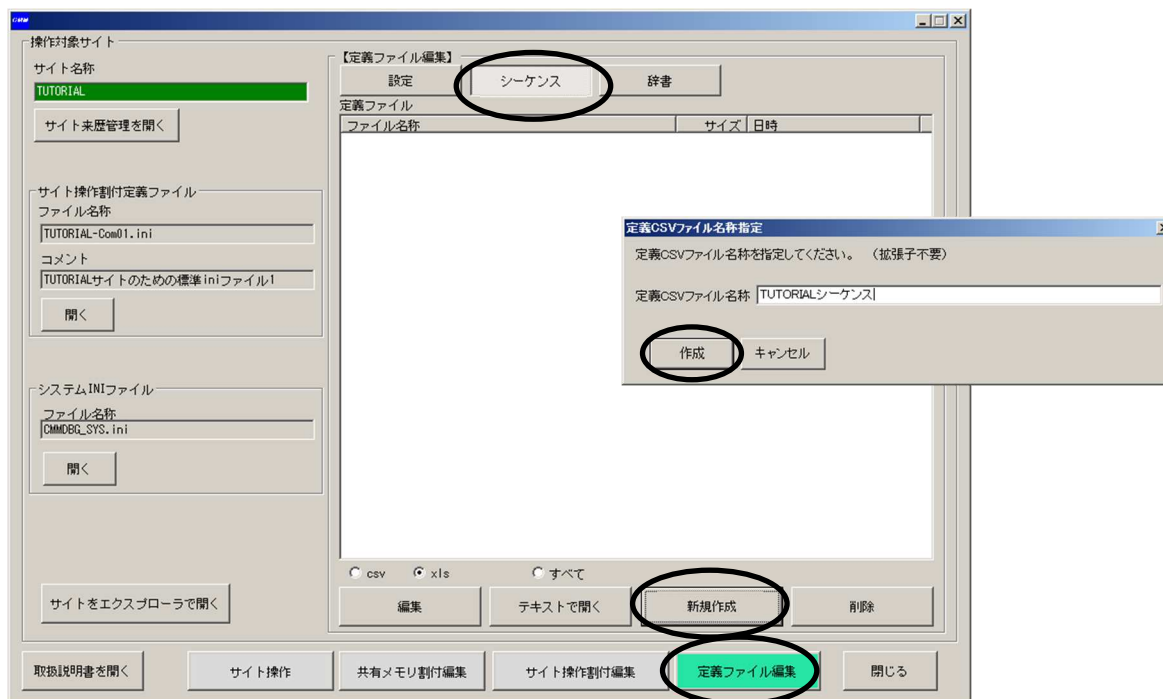 CMM
操作対象サイト
サイト名称
TUTORIAL
サイト来歴管理を開く
サイト操作割付定義ファイル
ファイル名称
TUTORIAL-Com01.ini
コメント
TUTORIALサイトのための標準iniファイル1
開く
システムINIファイル
ファイル名称
CMMDBG_SYS.ini
開く
サイトをエクスプローラで開く
【定義ファイル編集】
設定 シーケンス 辞書
定義ファイル
ファイル名称 サイズ 日時
定義CSVファイル名称指定
定義CSVファイル名称を指定してください。 (拡張子不要)
定義CSVファイル名称 TUTORIALシーケンス
作成 キャンセル
csv xls すべて
編集 テキストで開く 新規作成 削除
取扱説明書を開く サイト操作 共有メモリ割付編集 サイト操作割付編集 定義ファイル編集 閉じる